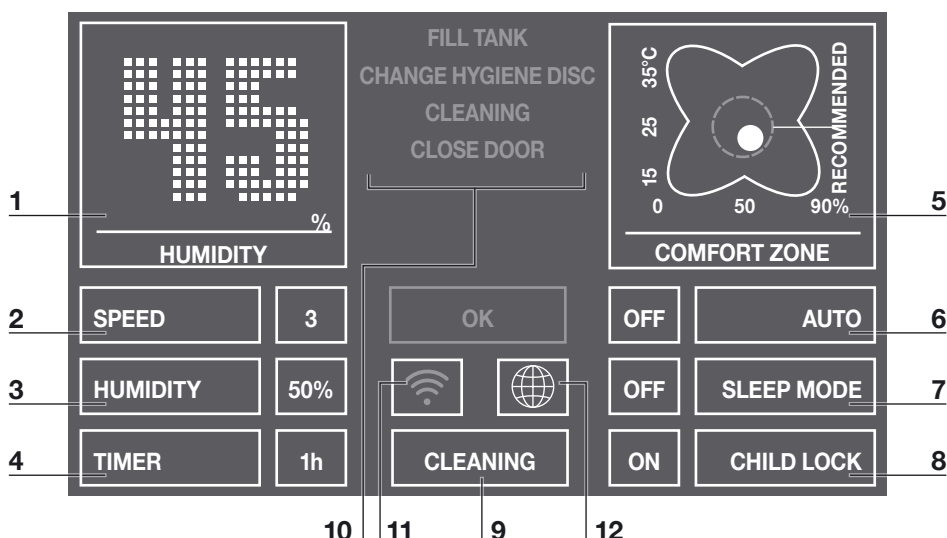 45
%
HUMIDITY
FILL TANK
CHANGE HYGIENE DISC
CLEANING
CLOSE DOOR
35°C
25
15
0 50 90%
RECOMMENDED
COMFORT ZONE
1
5
2 SPEED 3 OK OFF AUTO 6
3 HUMIDITY 50% OFF SLEEP MODE 7
4 TIMER 1h CLEANING ON CHILD LOCK 8
10 11 9 12